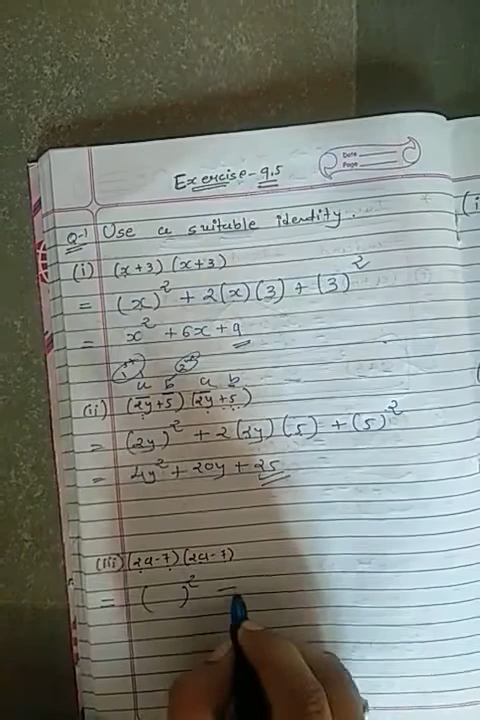 Date
Page
Exercise-9.5
Q-1 Use a suitable identity.
(i) (x+3) (x+3)
= (x)² + 2(x)(3) + (3)²
= x² + 6x + 9
a b a b
(ii) (2y+5)(2y+5)
= (2y)² + 2(2y)(5) + (5)²
= 4y² + 20y + 25
(iii) (2a-7)(2a-7)
= ( )² -